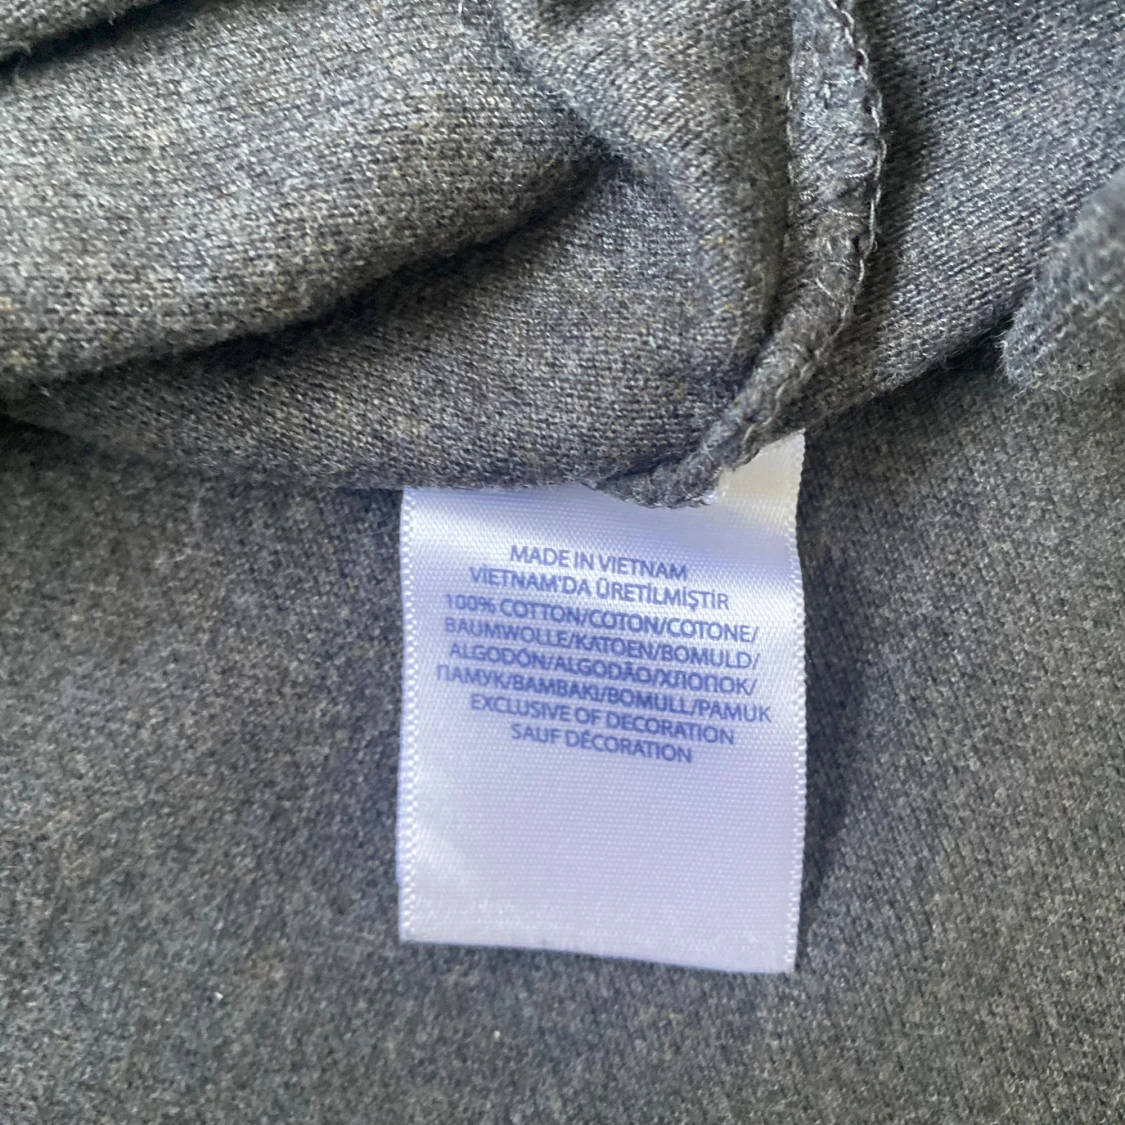 MADE IN VIETNAM
VİETNAM'DA ÜRETİLMİŞTİR
100% COTTON/COTON/COTONE/
BAUMWOLLE/KATOEN/BOMULD/
ALGODÓN/ALGODÃO/ХЛОПОК/
ПАМУК/BAMBAKI/BOMULL/PAMUK
EXCLUSIVE OF DECORATION
SAUF DÉCORATION